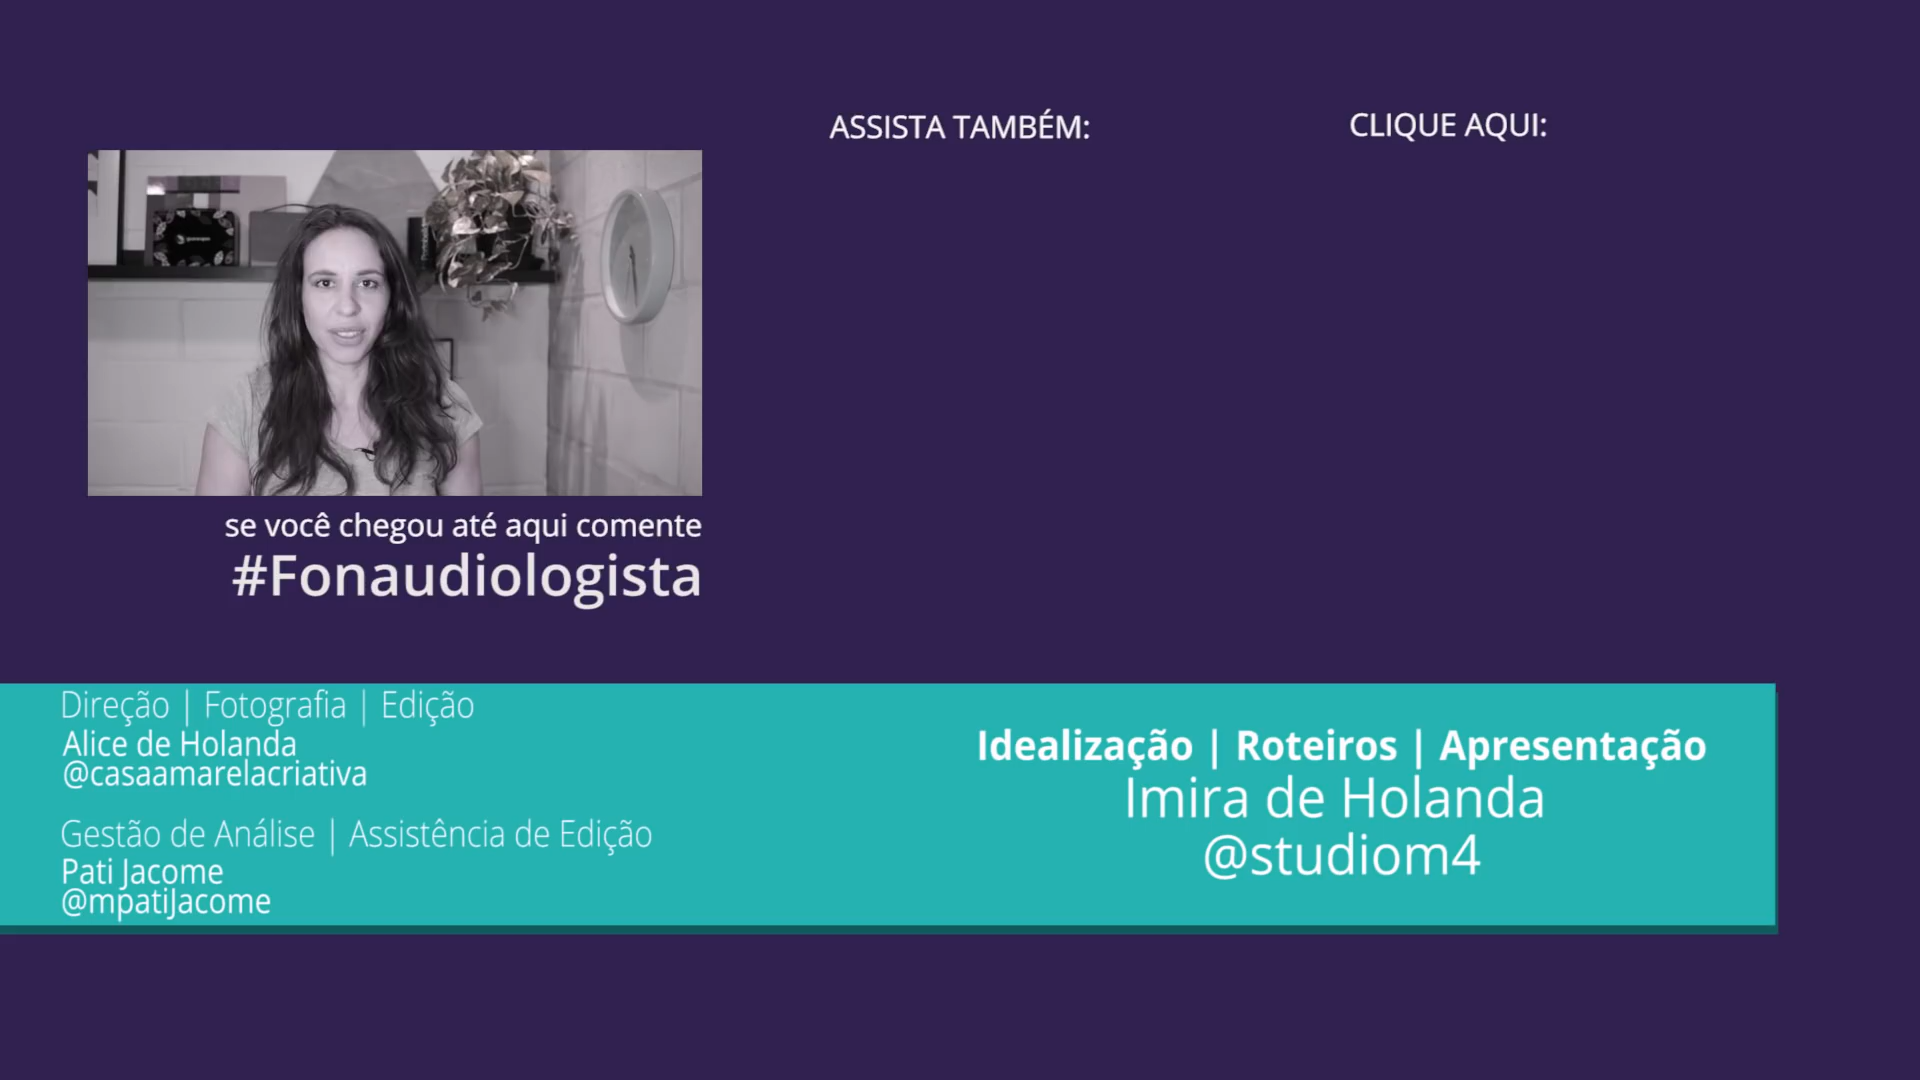 ASSISTA TAMBÉM:
CLIQUE AQUI:
se você chegou até aqui comente
#Fonaudiologista
Direção | Fotografia | Edição
Alice de Holanda
@casaamarelacriativa
Gestão de Análise | Assistência de Edição
Pati Jacome
@mpatiJacome
Idealização | Roteiros | Apresentação
Imira de Holanda
@studiom4